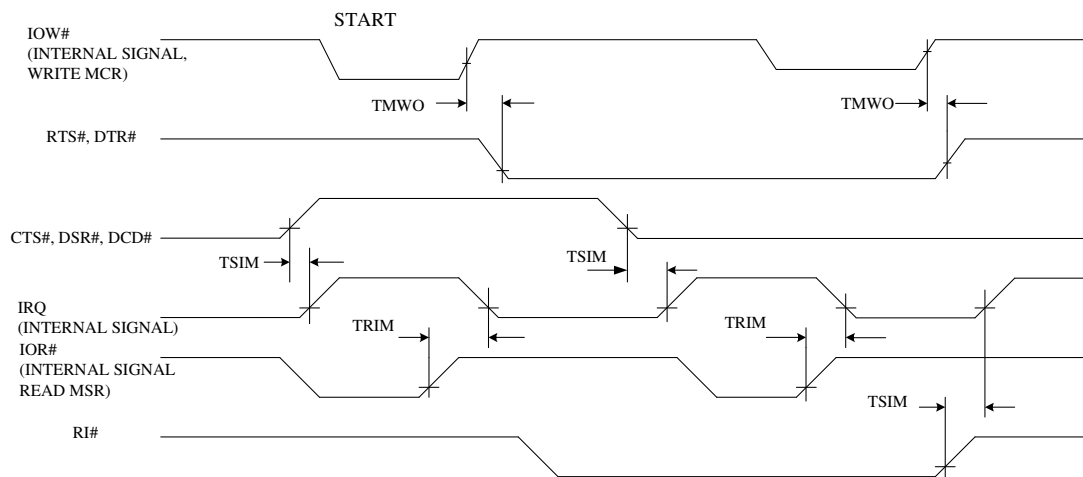 START
IOW#
(INTERNAL SIGNAL,
WRITE MCR)
TMWO
TMWO
RTS#, DTR#
CTS#, DSR#, DCD#
TSIM
TSIM
IRQ
(INTERNAL SIGNAL)
TRIM
TRIM
IOR#
(INTERNAL SIGNAL
READ MSR)
TSIM
RI#